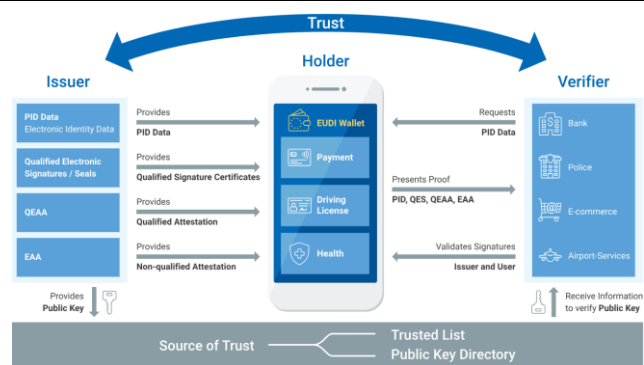 Trust
Issuer
Holder
Verifier
PID Data
Electronic Identity Data
Qualified Electronic
Signatures / Seals
QEAA
EAA
Provides
PID Data
Provides
Qualified Signature Certificates
Provides
Qualified Attestation
Provides
Non-qualified Attestation
EUDI Wallet
Payment
Driving
License
Health
Requests
PID Data
Presents Proof
PID, QES, QEAA, EAA
Validates Signatures
Issuer and User
Bank
Police
E-commerce
Airport-Services
Provides
Public Key
Receive Information
to verify Public Key
Source of Trust
Trusted List
Public Key Directory